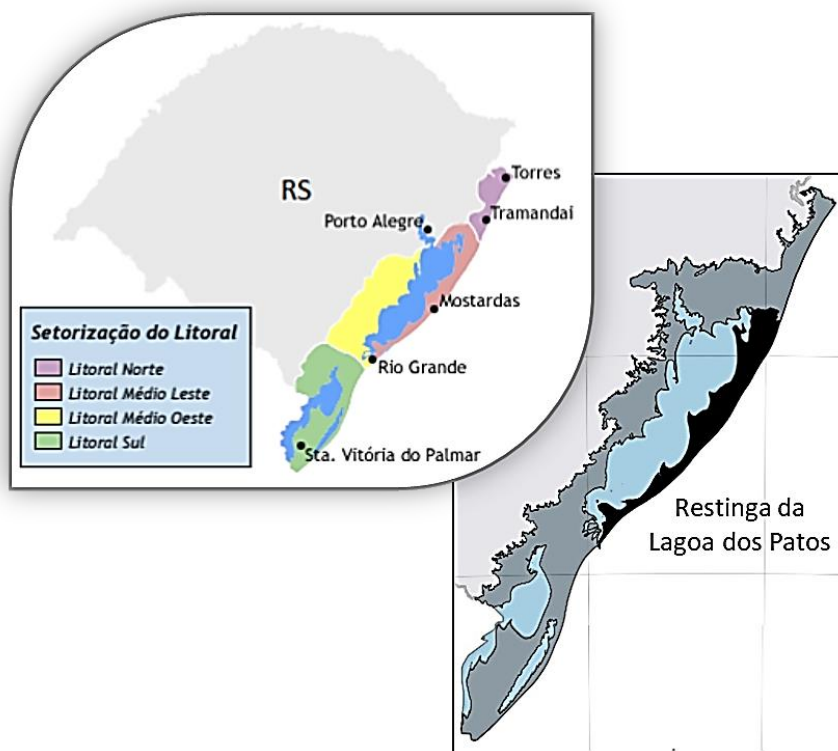 RS
Torres
Tramandaí
Porto Alegre
Mostardas
Rio Grande
Sta. Vitória do Palmar
Setorização do Litoral
Litoral Norte
Litoral Médio Leste
Litoral Médio Oeste
Litoral Sul
Restinga da
Lagoa dos Patos